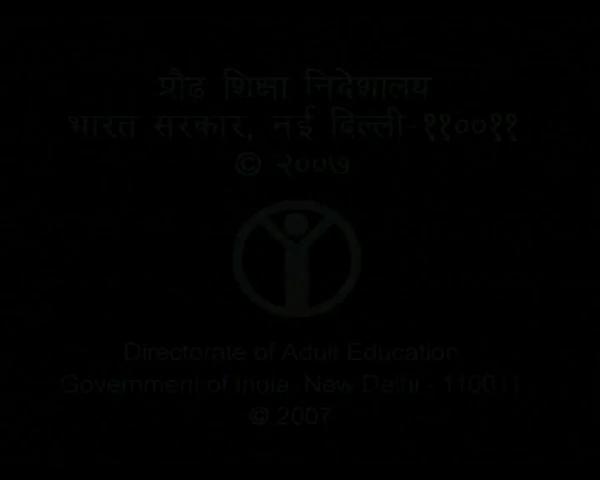 प्रौढ़ शिक्षा निदेशालय
भारत सरकार, नई दिल्ली-११००११
© २००७
Directorate of Adult Education
Government of India, New Delhi - 110011
© 2007